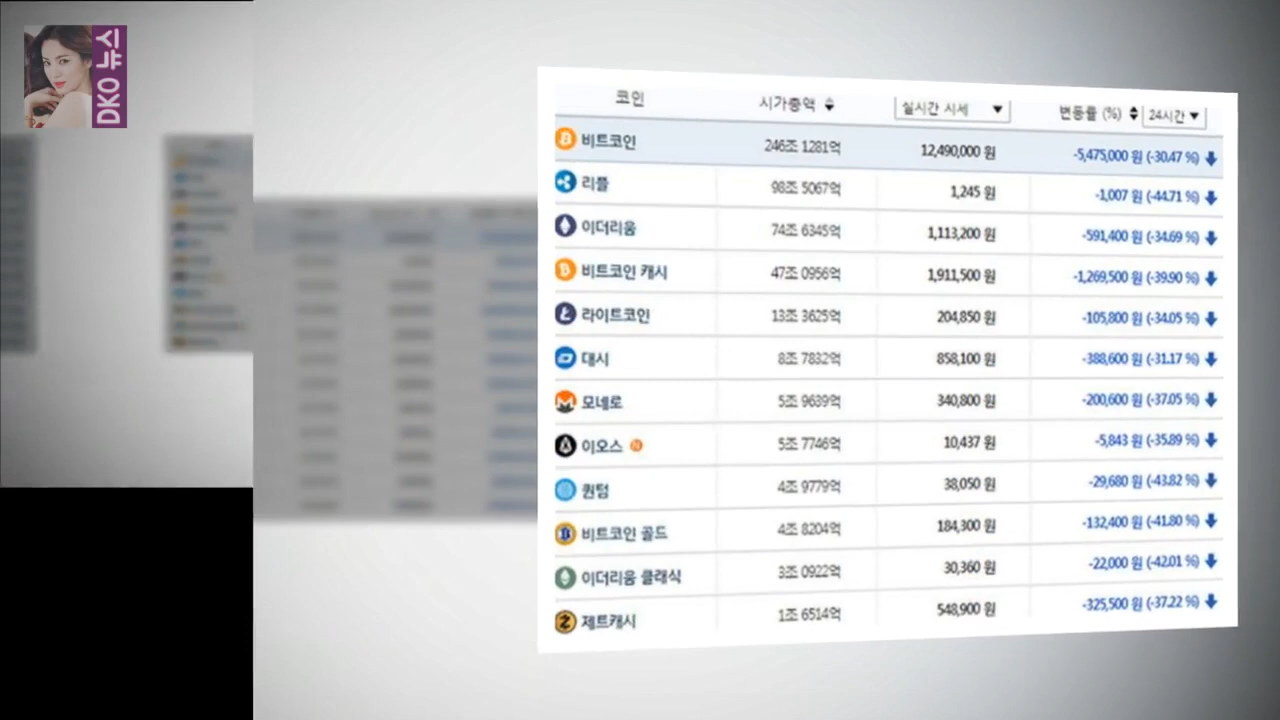 DKO 뉴스
코인 시가총액 실시간 시세 변동률 (%) 24시간
비트코인 246조 1281억 12,490,000 원 -5,475,000 원 (-30.47 %)
리플 98조 5067억 1,245 원 -1,007 원 (-44.71 %)
이더리움 74조 6345억 1,113,200 원 -591,400 원 (-34.69 %)
비트코인 캐시 47조 0956억 1,911,500 원 -1,269,500 원 (-39.90 %)
라이트코인 13조 3625억 204,850 원 -105,800 원 (-34.05 %)
대시 8조 7832억 858,100 원 -388,600 원 (-31.17 %)
모네로 5조 9639억 340,800 원 -200,600 원 (-37.05 %)
이오스 N 5조 7746억 10,437 원 -5,843 원 (-35.89 %)
퀀텀 4조 9779억 38,050 원 -29,680 원 (-43.82 %)
비트코인 골드 4조 8204억 184,300 원 -132,400 원 (-41.80 %)
이더리움 클래식 3조 0922억 30,360 원 -22,000 원 (-42.01 %)
제트캐시 1조 6514억 548,900 원 -325,500 원 (-37.22 %)